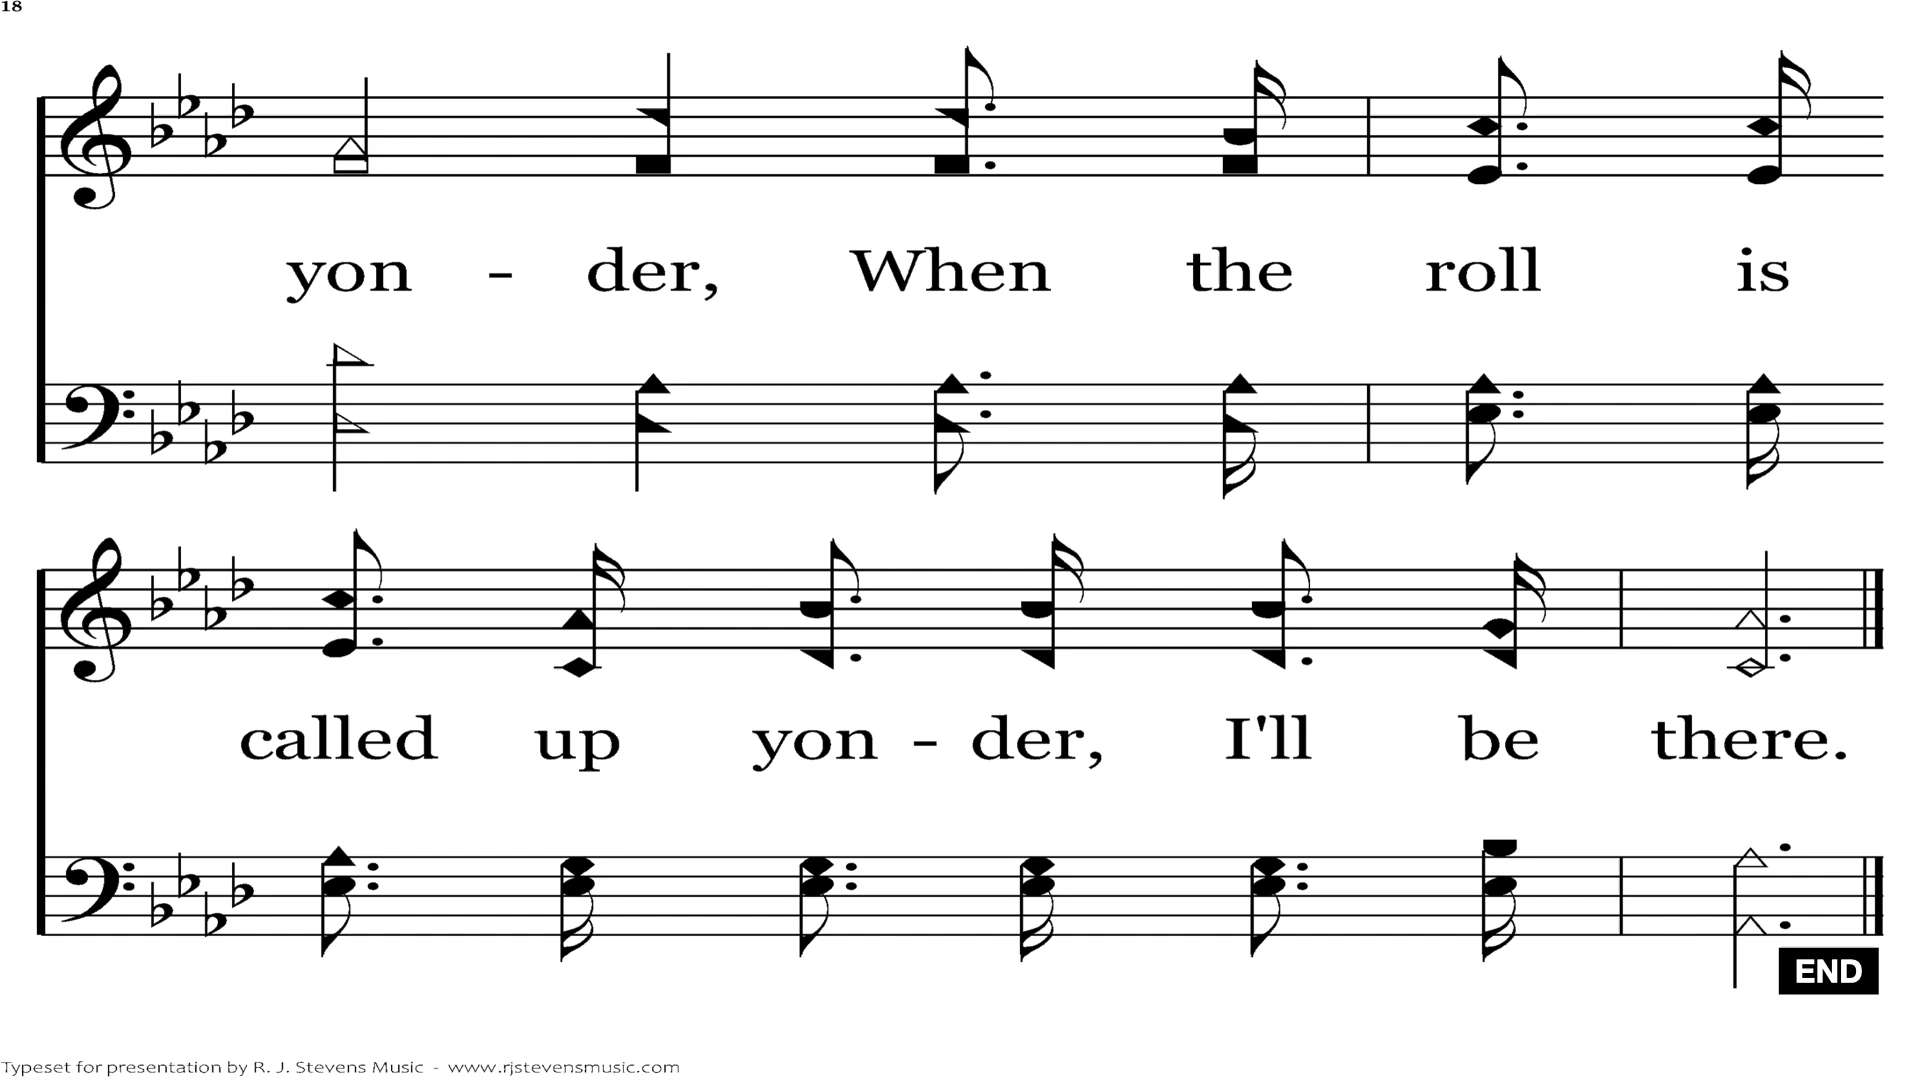 18
yon - der, When the roll is
called up yon - der, I'll be there.
END
Typeset for presentation by R. J. Stevens Music - www.rjstevensmusic.com